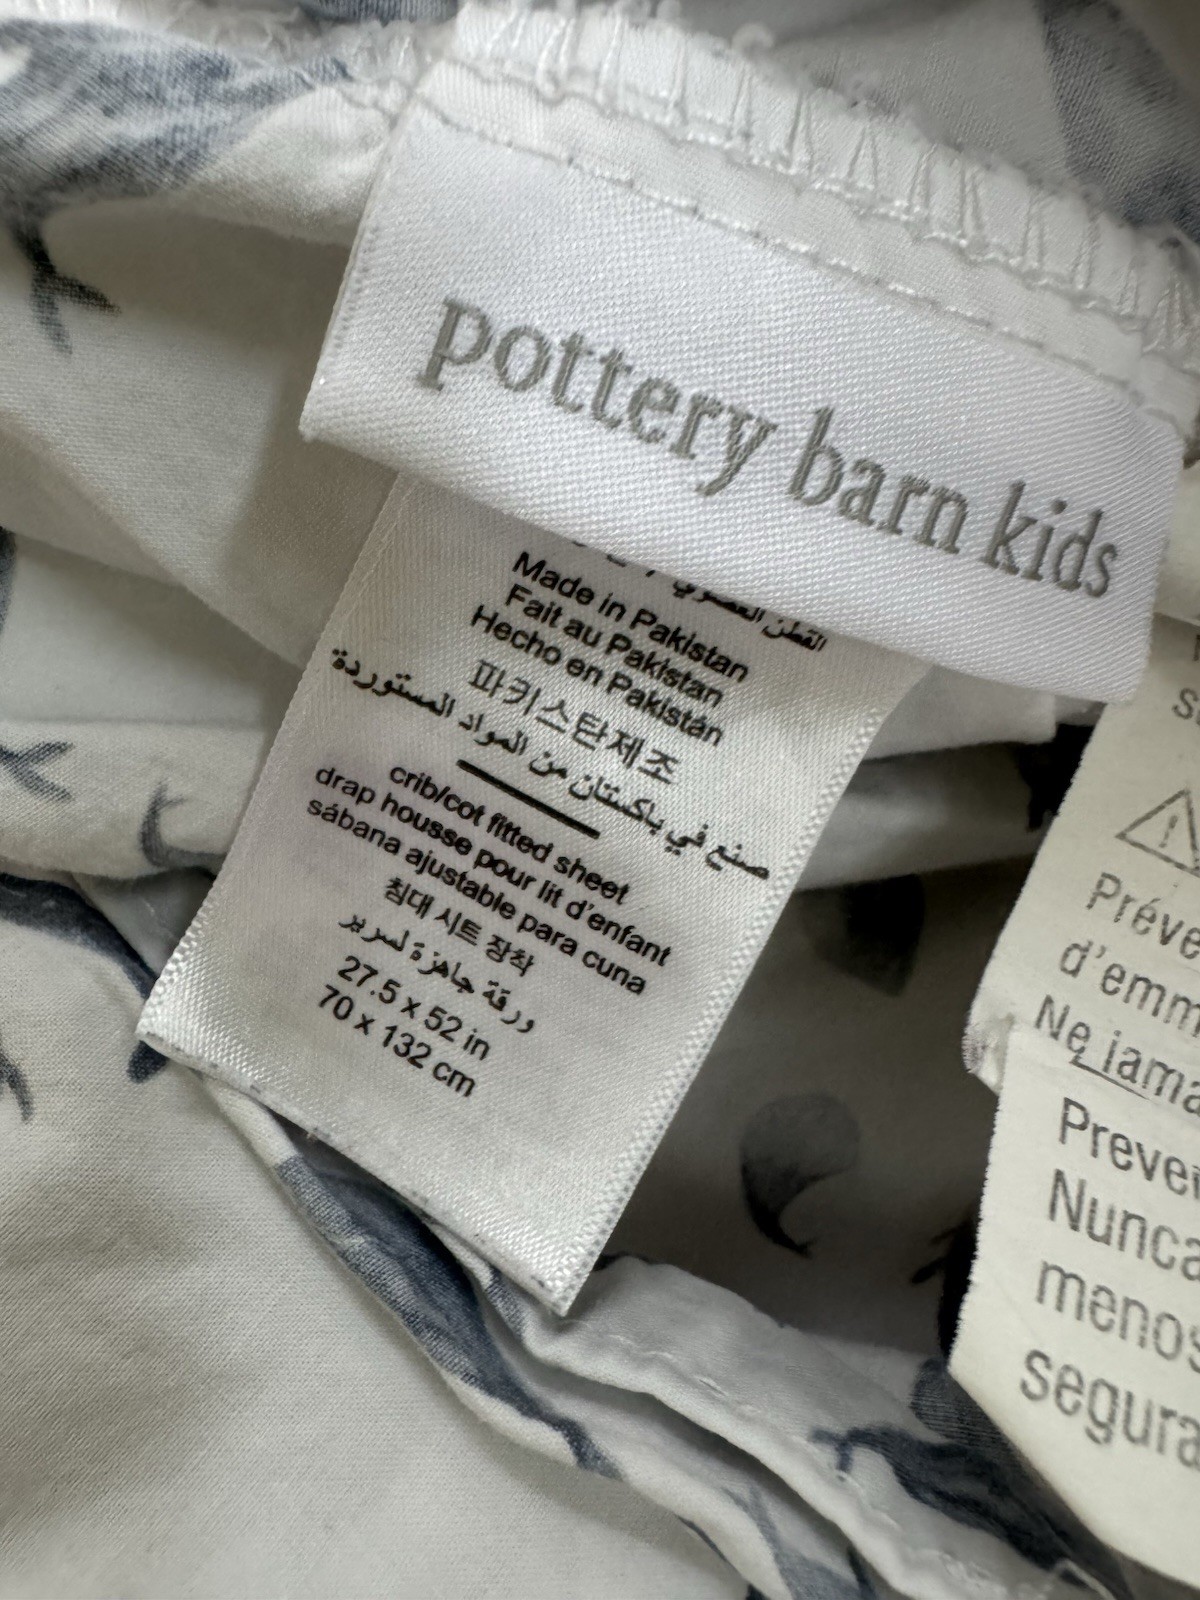 pottery barn kids
القطن العضري
Made in Pakistan
Fait au Pakistan
Hecho en Pakistán
파키스탄제조
صنع في باكستان من المواد المستوردة
crib/cot fitted sheet
drap housse pour lit d'enfant
sábana ajustable para cuna
침대 시트 장착
ورقة جاهزة لسرير
27.5 x 52 in
70 x 132 cm
Préve
d'emm
Ne jama
Preve
Nunca
menos
segura